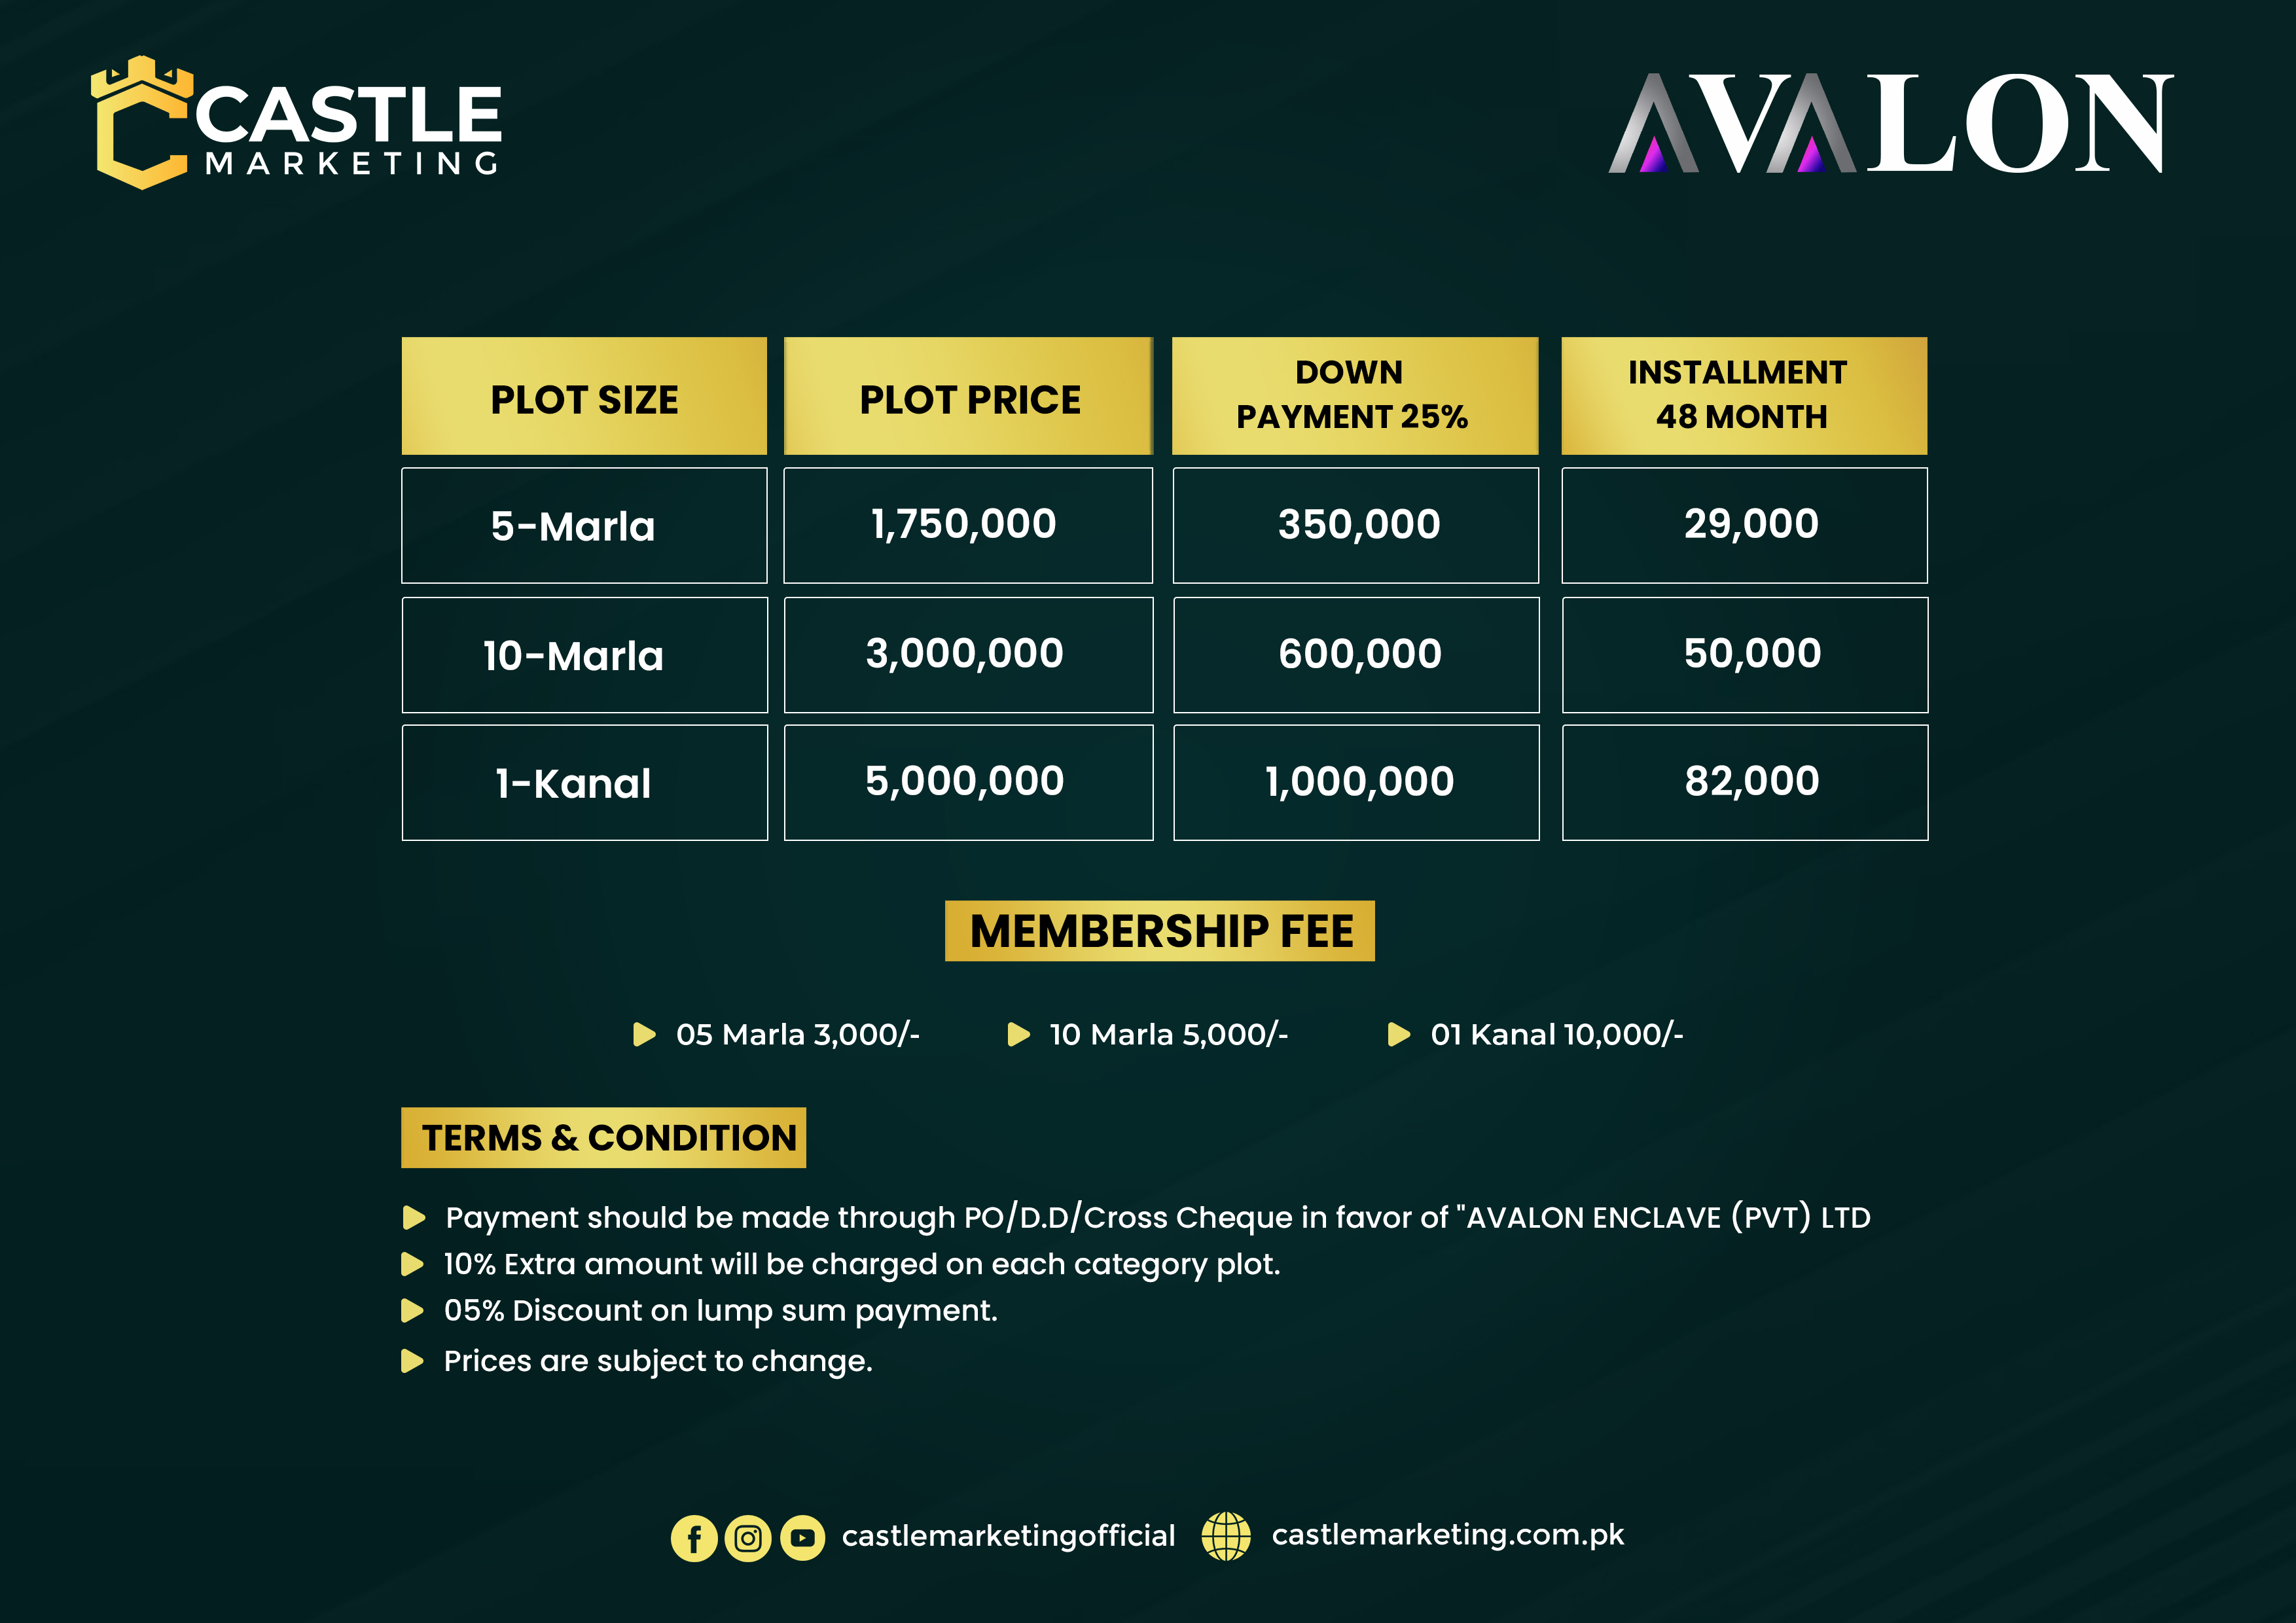 CASTLE
MARKETING
AVALON
PLOT SIZE
PLOT PRICE
DOWN
PAYMENT 25%
INSTALLMENT
48 MONTH
5-Marla
1,750,000
350,000
29,000
10-Marla
3,000,000
600,000
50,000
1-Kanal
5,000,000
1,000,000
82,000
MEMBERSHIP FEE
05 Marla 3,000/-
10 Marla 5,000/-
01 Kanal 10,000/-
TERMS & CONDITION
Payment should be made through PO/D.D/Cross Cheque in favor of "AVALON ENCLAVE (PVT) LTD
10% Extra amount will be charged on each category plot.
05% Discount on lump sum payment.
Prices are subject to change.
castlemarketingofficial
castlemarketing.com.pk